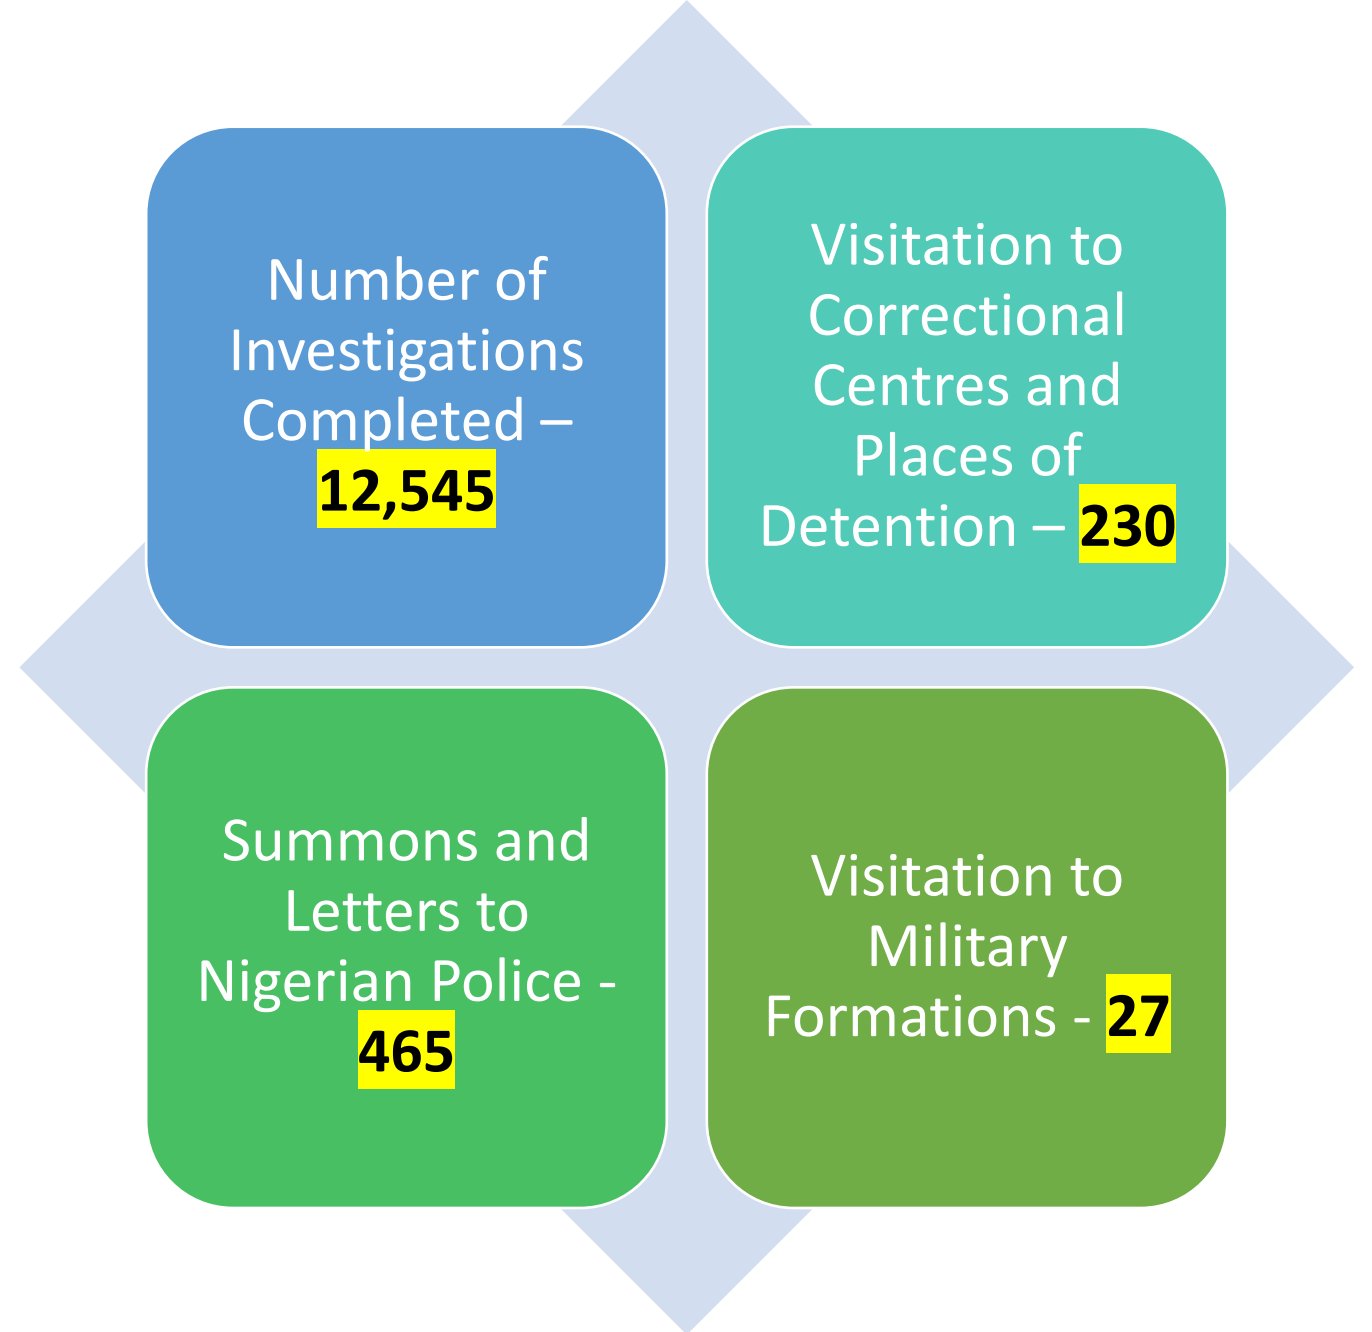 Number of
Investigations
Completed –
12,545
Visitation to
Correctional
Centres and
Places of
Detention – 230
Summons and
Letters to
Nigerian Police -
465
Visitation to
Military
Formations - 27